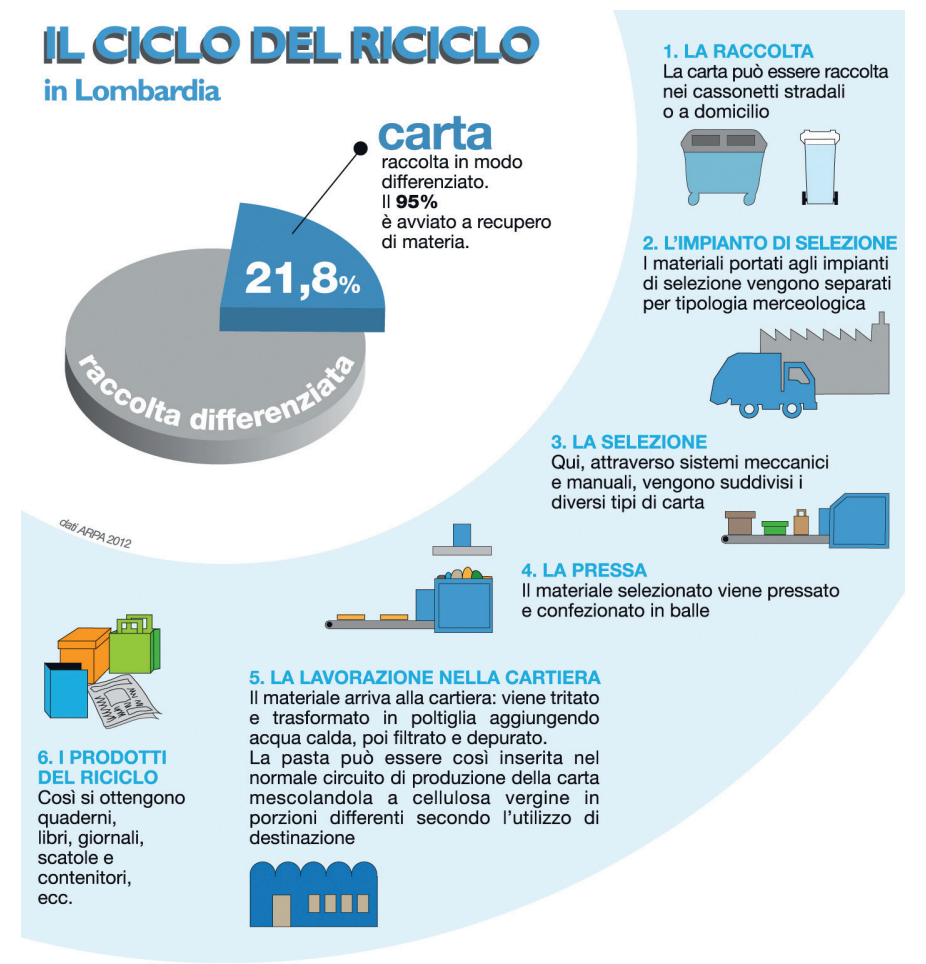 IL CICLO DEL RICICLO
in Lombardia
carta
raccolta in modo
differenziato.
Il 95%
è avviato a recupero
di materia.
21,8%
raccolta differenziata
dati ARPA 2012
1. LA RACCOLTA
La carta può essere raccolta
nei cassonetti stradali
o a domicilio
2. L'IMPIANTO DI SELEZIONE
I materiali portati agli impianti
di selezione vengono separati
per tipologia merceologica
3. LA SELEZIONE
Qui, attraverso sistemi meccanici
e manuali, vengono suddivisi i
diversi tipi di carta
4. LA PRESSA
Il materiale selezionato viene pressato
e confezionato in balle
5. LA LAVORAZIONE NELLA CARTIERA
Il materiale arriva alla cartiera: viene tritato
e trasformato in poltiglia aggiungendo
acqua calda, poi filtrato e depurato.
La pasta può essere così inserita nel
normale circuito di produzione della carta
mescolandola a cellulosa vergine in
porzioni differenti secondo l'utilizzo di
destinazione
6. I PRODOTTI
DEL RICICLO
Così si ottengono
quaderni,
libri, giornali,
scatole e
contenitori,
ecc.